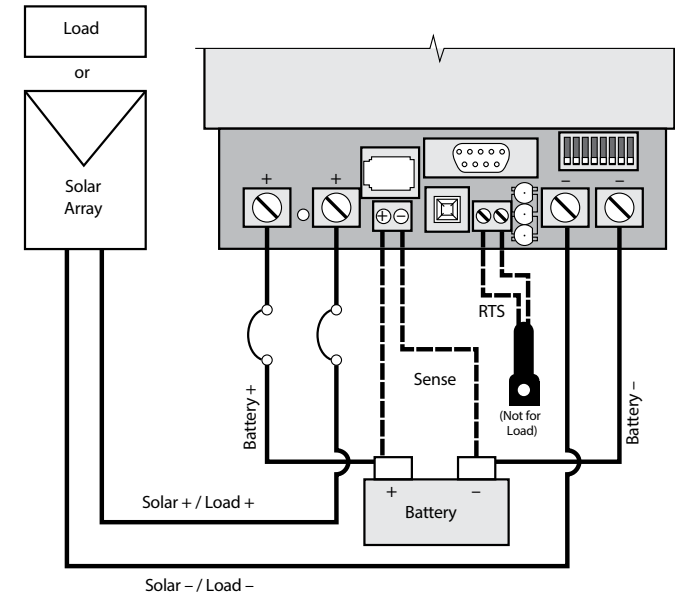 Load
or
Solar
Array
+
+
–
–
+
−
RTS
Sense
(Not for
Load)
Battery +
Battery –
+
–
Battery
Solar + / Load +
Solar – / Load –